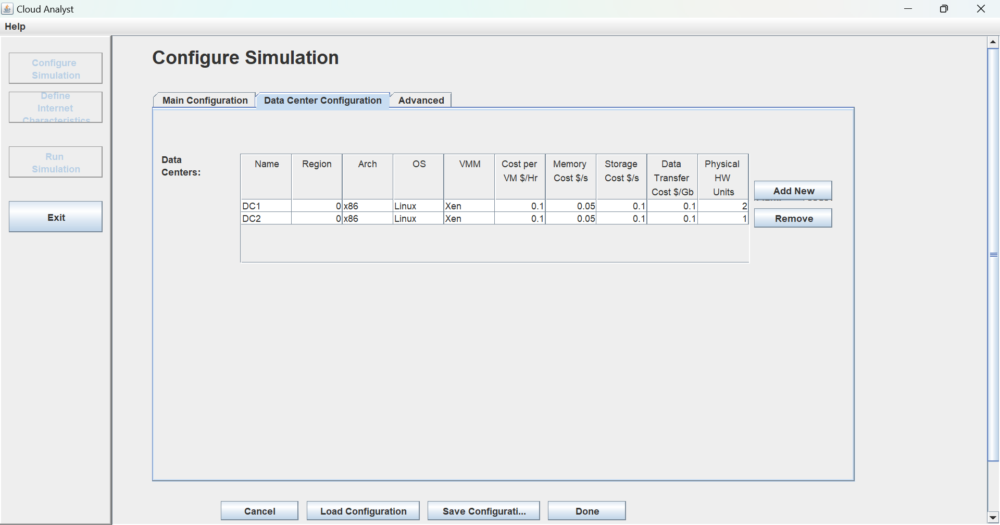 Cloud Analyst
Help
Configure
Simulation
Define
Internet
Characteristics
Run
Simulation
Exit
Configure Simulation
Main Configuration Data Center Configuration Advanced
Data
Centers:
Name Region Arch OS VMM Cost per VM $/Hr Memory Cost $/s Storage Cost $/s Data Transfer Cost $/Gb Physical HW Units
DC1 0 x86 Linux Xen 0.1 0.05 0.1 0.1 2
DC2 0 x86 Linux Xen 0.1 0.05 0.1 0.1 1
Add New
Remove
Cancel Load Configuration Save Configurati... Done